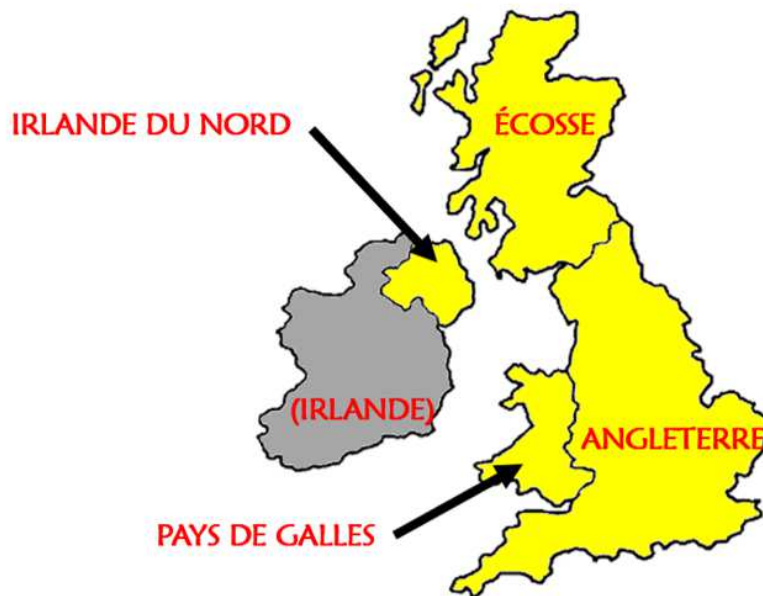 IRLANDE DU NORD
ÉCOSSE
(IRLANDE)
ANGLETERRE
PAYS DE GALLES